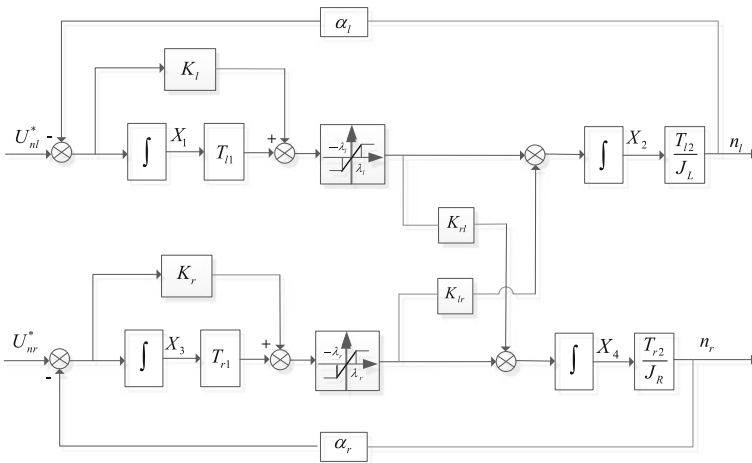 α_l
K_l
U*_nl - ∫ X_1 T_l1 + -λ_l λ_l ∫ X_2 T_l2 / J_L n_l
K_rl
K_r
K_lr
U*_nr - ∫ X_3 T_r1 + -λ_r λ_r ∫ X_4 T_r2 / J_R n_r
α_r